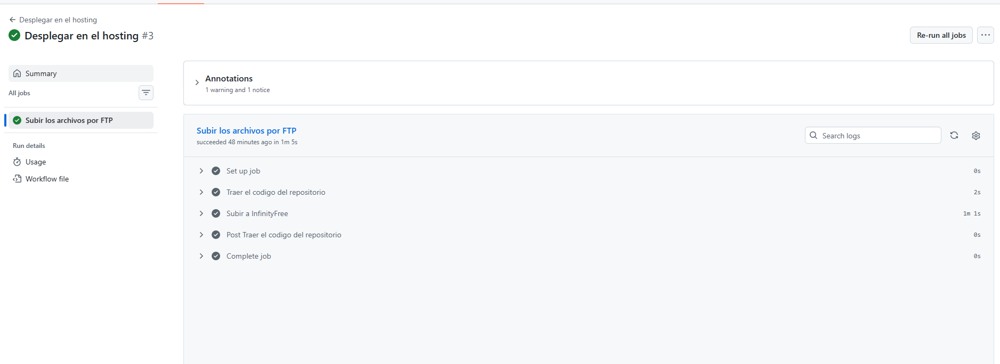 Desplegar en el hosting
Desplegar en el hosting #3
Re-run all jobs
Summary
All jobs
Subir los archivos por FTP
Run details
Usage
Workflow file
Annotations
1 warning and 1 notice
Subir los archivos por FTP
succeeded 48 minutes ago in 1m 5s
Search logs
Set up job 0s
Traer el codigo del repositorio 2s
Subir a InfinityFree 1m 1s
Post Traer el codigo del repositorio 0s
Complete job 0s